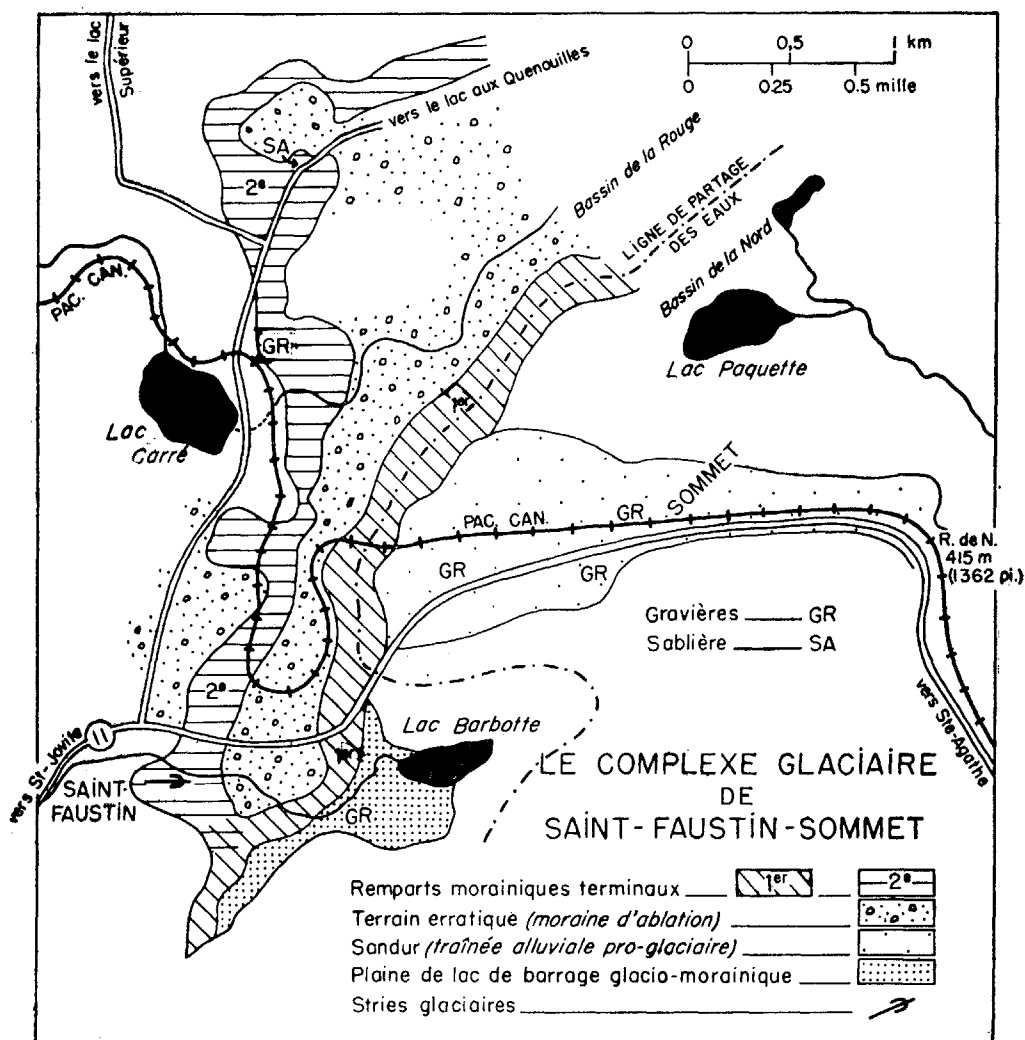 vers le lac
Supérieur
0 0,5 1 km
0 0.25 0.5 mille
vers le lac aux Quenouilles
SA
2e
Bassin de la Rouge
LIGNE DE PARTAGE
DES EAUX
Bassin de la Nord
PAC. CAN.
GR
Lac Paquette
1er
Lac
Carré
SOMMET
PAC. CAN.
GR
R. de N.
415 m
(1362 pi.)
GR
GR
Gravières GR
Sablière SA
2e
vers Ste-Agathe
Lac Barbotte
11
vers St-Jovite
SAINT-
FAUSTIN
GR
LE COMPLEXE GLACIAIRE
DE
SAINT-FAUSTIN-SOMMET
Remparts morainiques terminaux 1er 2e
Terrain erratique (moraine d'ablation)
Sandur (traînée alluviale pro-glaciaire)
Plaine de lac de barrage glacio-morainique
Stries glaciaires